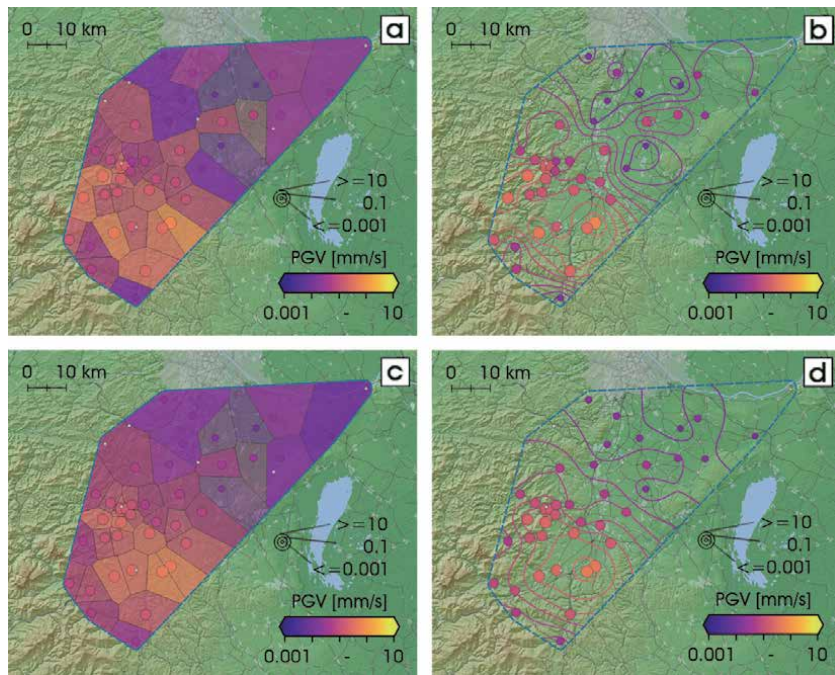 a
0 10 km
>=10
0.1
<=0.001
PGV [mm/s]
0.001 - 10
b
0 10 km
>=10
0.1
<=0.001
PGV [mm/s]
0.001 - 10
c
0 10 km
>=10
0.1
<=0.001
PGV [mm/s]
0.001 - 10
d
0 10 km
>=10
0.1
<=0.001
PGV [mm/s]
0.001 - 10